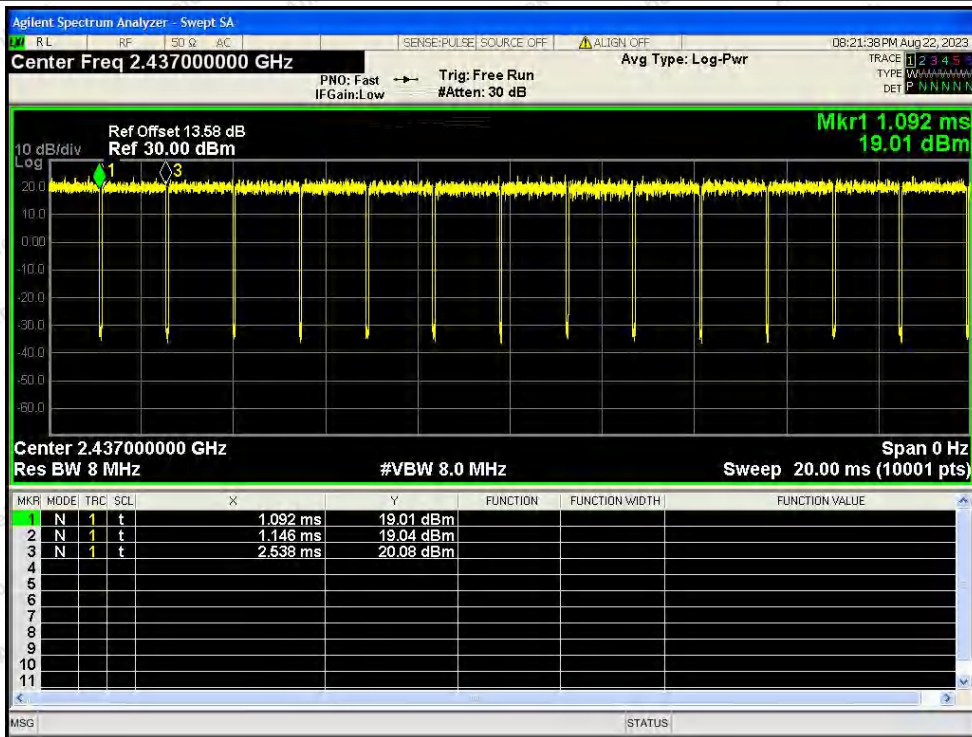 Agilent Spectrum Analyzer - Swept SA
RL RF 50 Ω AC SENSE:PULSE SOURCE OFF ALIGN OFF 08:21:38 PM Aug 22, 2023
Center Freq 2.437000000 GHz Avg Type: Log-Pwr TRACE 1 2 3 4 5 6
PNO: Fast Trig: Free Run TYPE
IFGain:Low #Atten: 30 dB DET P N N N N N
Mkr1 1.092 ms
19.01 dBm
Ref Offset 13.58 dB
10 dB/div Ref 30.00 dBm
Log
1 3
20.0
10.0
0.00
-10.0
-20.0
-30.0
-40.0
-50.0
-60.0
Center 2.437000000 GHz Span 0 Hz
Res BW 8 MHz #VBW 8.0 MHz Sweep 20.00 ms (10001 pts)
MKR MODE TRC SCL X Y FUNCTION FUNCTION WIDTH FUNCTION VALUE
1 N 1 t 1.092 ms 19.01 dBm
2 N 1 t 1.146 ms 19.04 dBm
3 N 1 t 2.538 ms 20.08 dBm
4
5
6
7
8
9
10
11
MSG STATUS